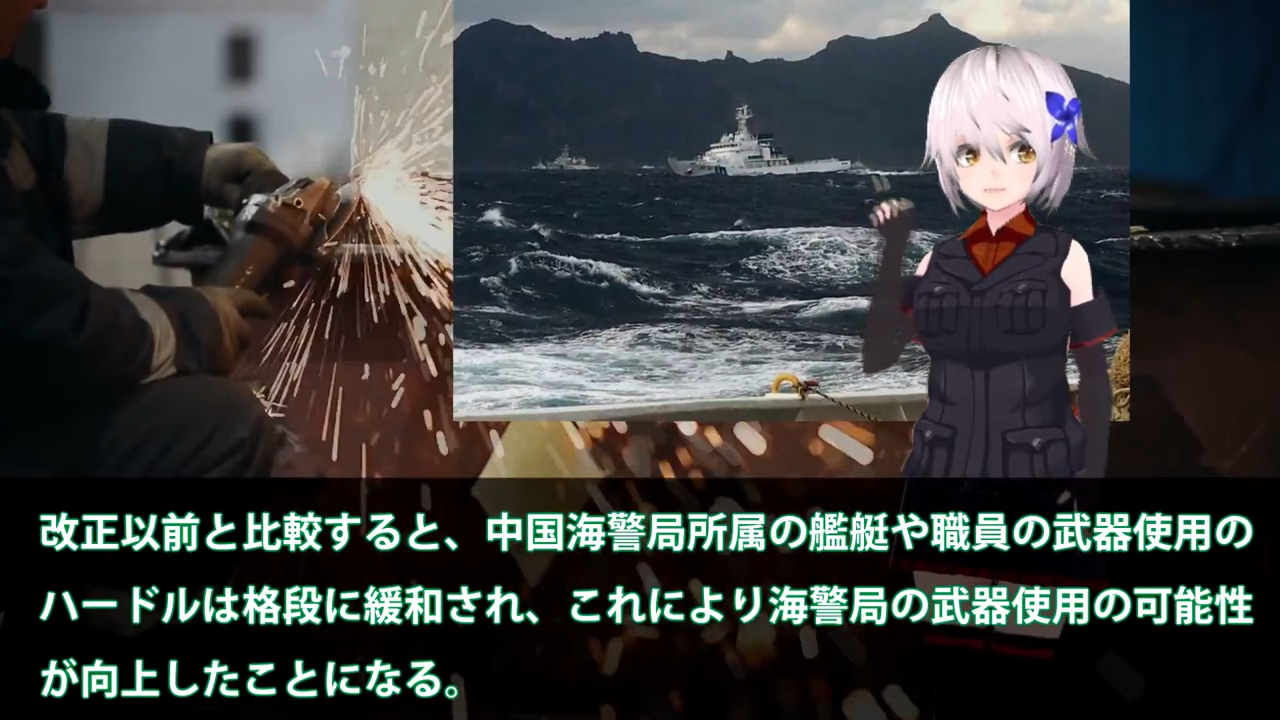 改正以前と比較すると、中国海警局所属の艦艇や職員の武器使用の
ハードルは格段に緩和され、これにより海警局の武器使用の可能性
が向上したことになる。